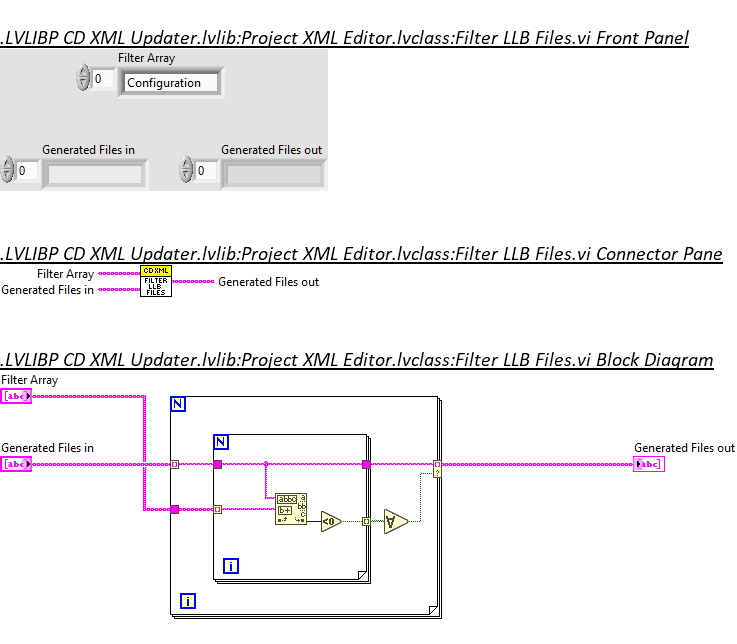 .LVLIBP CD XML Updater.lvlib:Project XML Editor.lvclass:Filter LLB Files.vi Front Panel
Filter Array
0
Configuration
Generated Files in
Generated Files out
0
0
.LVLIBP CD XML Updater.lvlib:Project XML Editor.lvclass:Filter LLB Files.vi Connector Pane
Filter Array
CD XML
FILTER
LLB
FILES
Generated Files in
Generated Files out
.LVLIBP CD XML Updater.lvlib:Project XML Editor.lvclass:Filter LLB Files.vi Block Diagram
Filter Array
[abc]
N
N
Generated Files in
[abc]
Generated Files out
[abc]
?
abbc .a
b+ bb
c
<0
∀
i
i